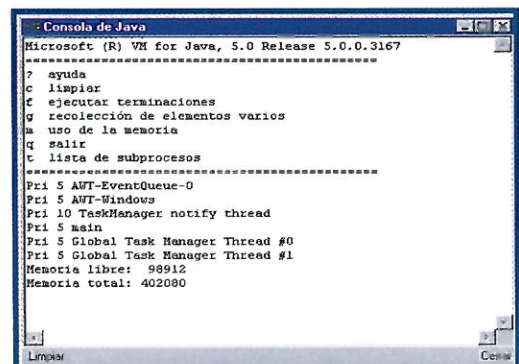 Consola de Java
Microsoft (R) VM for Java, 5.0 Release 5.0.0.3167
==============================================
?  ayuda
c  limpiar
f  ejecutar terminaciones
g  recolección de elementos varios
m  uso de la memoria
q  salir
t  lista de subprocesos
==============================================
Pri 5 AWT-EventQueue-0
Pri 5 AWT-Windows
Pri 10 TaskManager notify thread
Pri 5 main
Pri 5 Global Task Manager Thread #0
Pri 5 Global Task Manager Thread #1
Memoria libre:  98912
Memoria total: 402080
Limpiar Cerrar